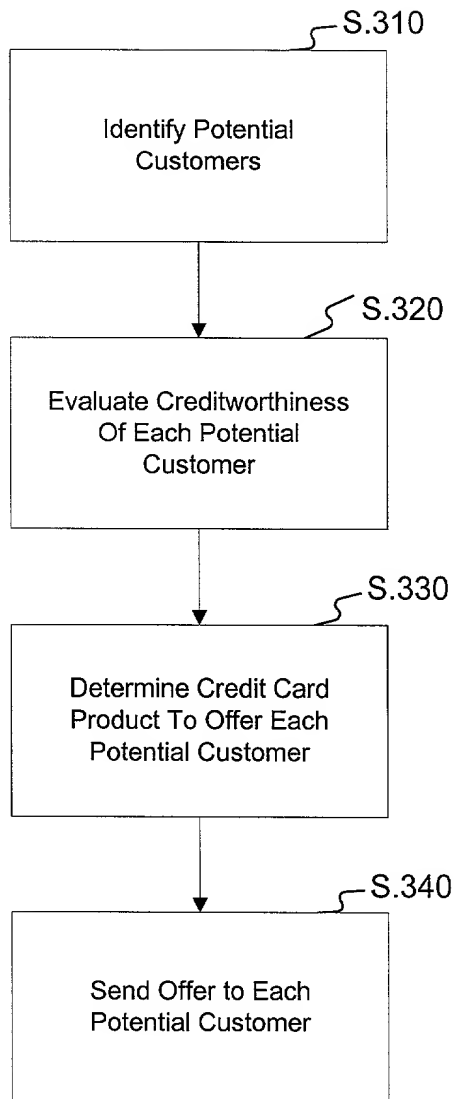 S.310
Identify Potential
Customers
S.320
Evaluate Creditworthiness
Of Each Potential
Customer
S.330
Determine Credit Card
Product To Offer Each
Potential Customer
S.340
Send Offer to Each
Potential Customer